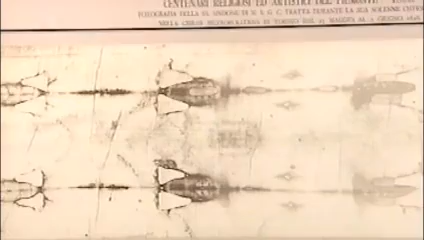 CENTENARI RELIGIOSI ED ARTISTICI DEL PIEMONTE
FOTOGRAFIA DELLA SS. SINDONE DI N. S. G. C. TRATTA DURANTE LA SUA SOLENNE
NELLA CHIESA METROPOLITANA DI TORINO DAL 25 MAGGIO AL 2 GIUGNO 1898